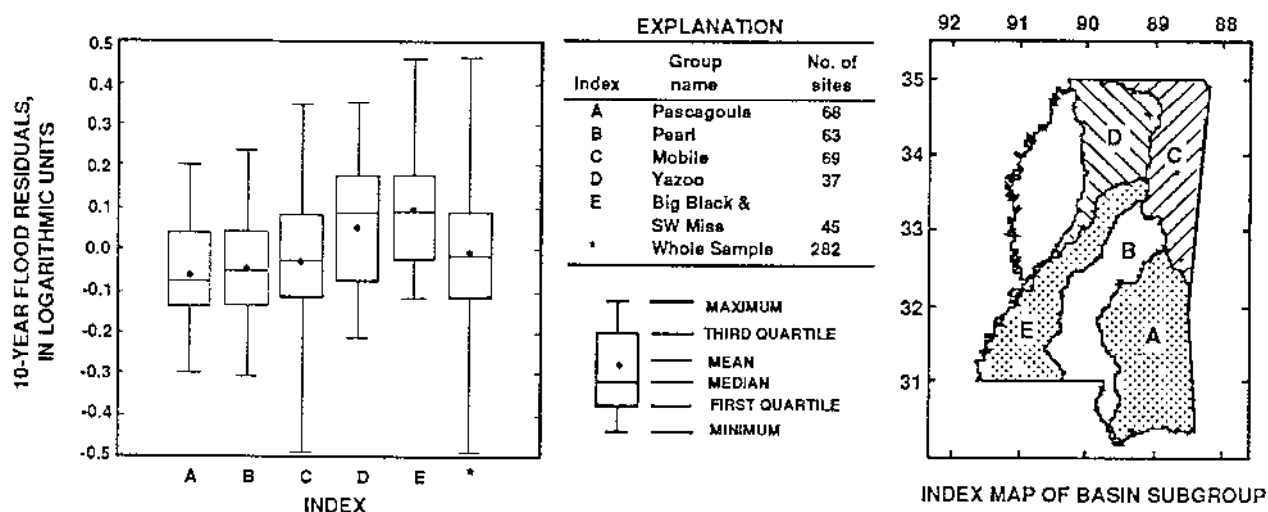 10-YEAR FLOOD RESIDUALS,
IN LOGARITHMIC UNITS
0.5
0.4
0.3
0.2
0.1
0.0
-0.1
-0.2
-0.3
-0.4
-0.5
A B C D E *
INDEX
EXPLANATION
Index Group name No. of sites
A Pascagoula 68
B Pearl 63
C Mobile 69
D Yazoo 37
E Big Black &
SW Miss 45
* Whole Sample 282
MAXIMUM
THIRD QUARTILE
MEAN
MEDIAN
FIRST QUARTILE
MINIMUM
92 91 90 89 88
35
34
33
32
31
D
C
B
E
A
INDEX MAP OF BASIN SUBGROUP